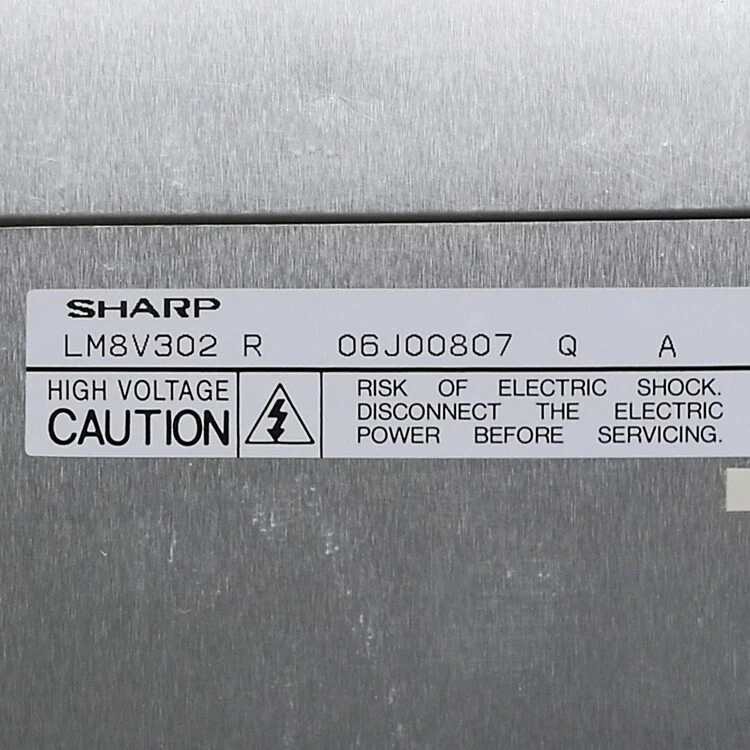 SHARP
LM8V302 R 06J00807 Q A
HIGH VOLTAGE
CAUTION
RISK OF ELECTRIC SHOCK.
DISCONNECT THE ELECTRIC
POWER BEFORE SERVICING.